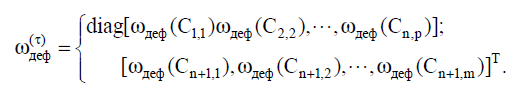 ω_деф^(τ) = { diag[ω_деф(C_1,1)ω_деф(C_2,2),⋯,ω_деф(C_n,p)];
[ω_деф(C_n+1,1),ω_деф(C_n+1,2),⋯,ω_деф(C_n+1,m)]^T.